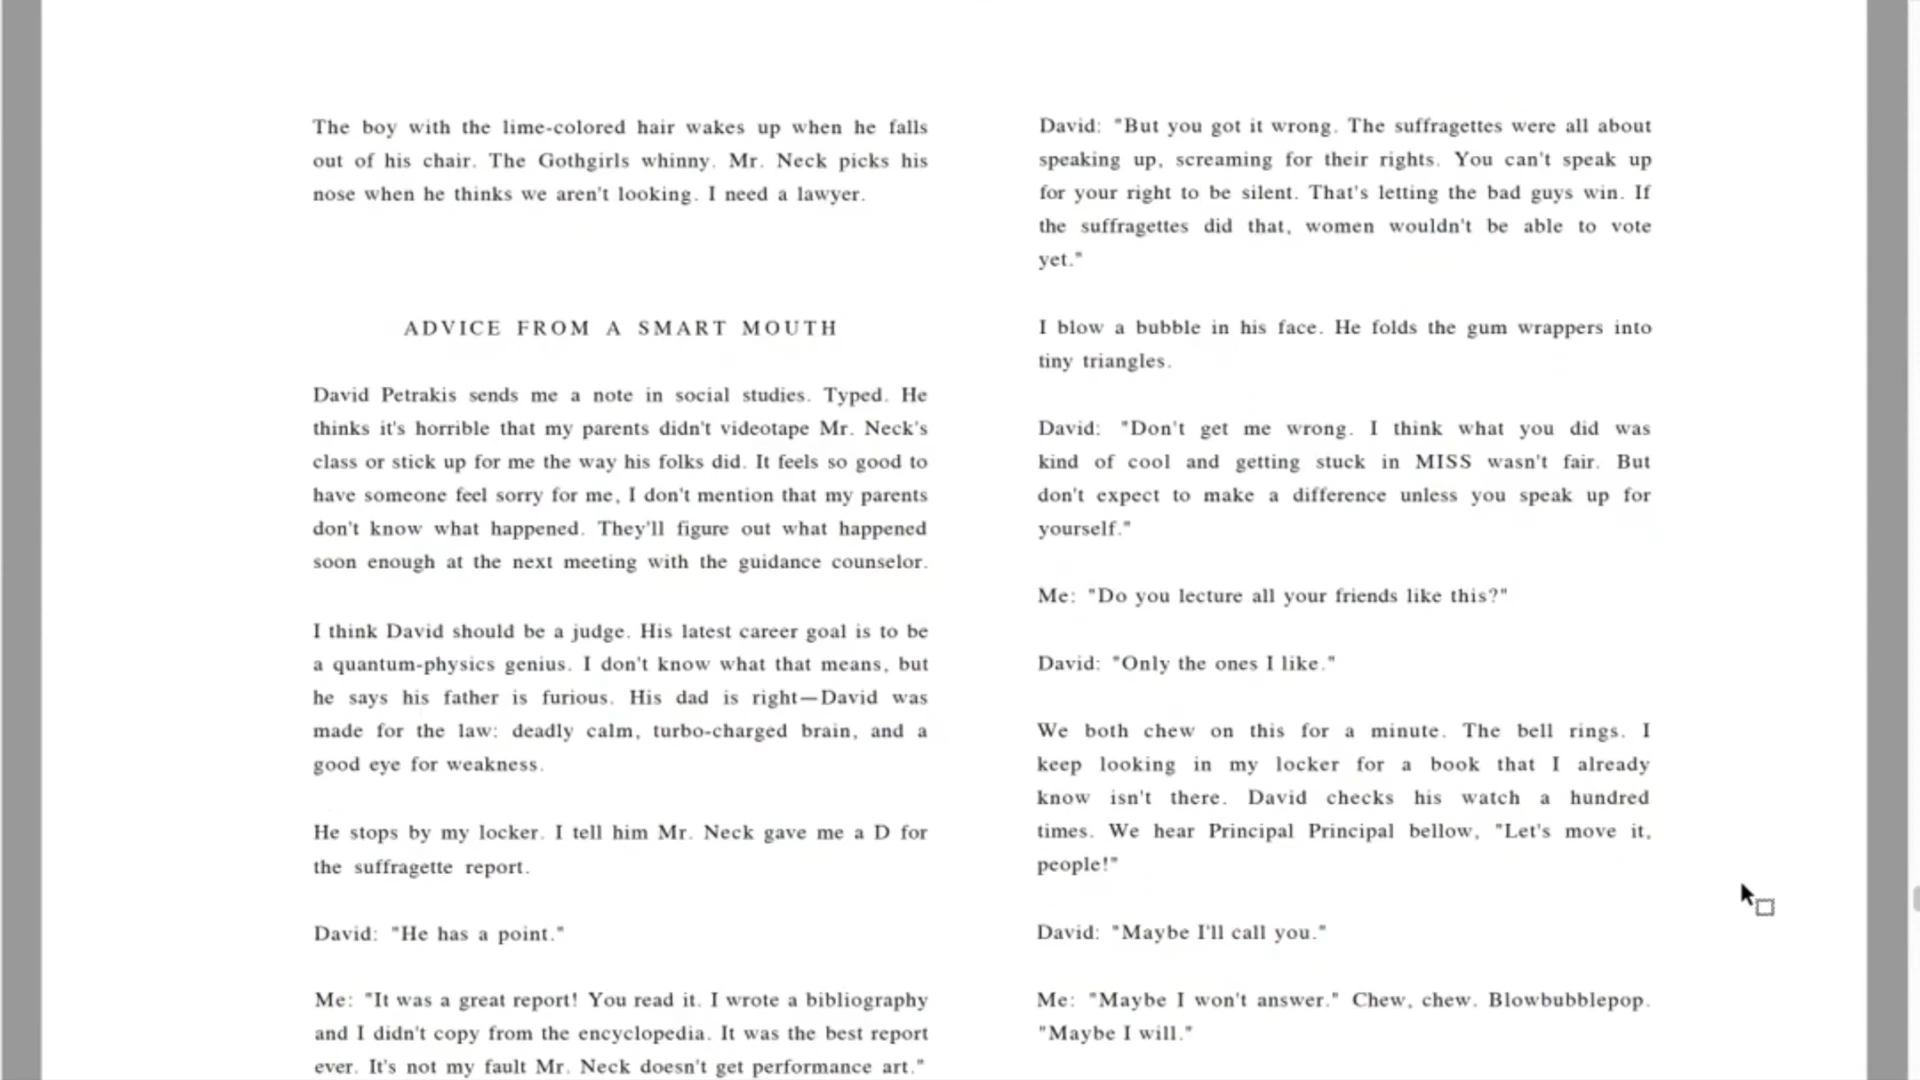 The boy with the lime-colored hair wakes up when he falls
out of his chair. The Gothgirls whinny. Mr. Neck picks his
nose when he thinks we aren't looking. I need a lawyer.
ADVICE FROM A SMART MOUTH
David Petrakis sends me a note in social studies. Typed. He
thinks it's horrible that my parents didn't videotape Mr. Neck's
class or stick up for me the way his folks did. It feels so good to
have someone feel sorry for me, I don't mention that my parents
don't know what happened. They'll figure out what happened
soon enough at the next meeting with the guidance counselor.
I think David should be a judge. His latest career goal is to be
a quantum-physics genius. I don't know what that means, but
he says his father is furious. His dad is right—David was
made for the law: deadly calm, turbo-charged brain, and a
good eye for weakness.
He stops by my locker. I tell him Mr. Neck gave me a D for
the suffragette report.
David: "He has a point."
Me: "It was a great report! You read it. I wrote a bibliography
and I didn't copy from the encyclopedia. It was the best report
ever. It's not my fault Mr. Neck doesn't get performance art."
David: "But you got it wrong. The suffragettes were all about
speaking up, screaming for their rights. You can't speak up
for your right to be silent. That's letting the bad guys win. If
the suffragettes did that, women wouldn't be able to vote
yet."
I blow a bubble in his face. He folds the gum wrappers into
tiny triangles.
David: "Don't get me wrong. I think what you did was
kind of cool and getting stuck in MISS wasn't fair. But
don't expect to make a difference unless you speak up for
yourself."
Me: "Do you lecture all your friends like this?"
David: "Only the ones I like."
We both chew on this for a minute. The bell rings. I
keep looking in my locker for a book that I already
know isn't there. David checks his watch a hundred
times. We hear Principal Principal bellow, "Let's move it,
people!"
David: "Maybe I'll call you."
Me: "Maybe I won't answer." Chew, chew. Blowbubblepop.
"Maybe I will."